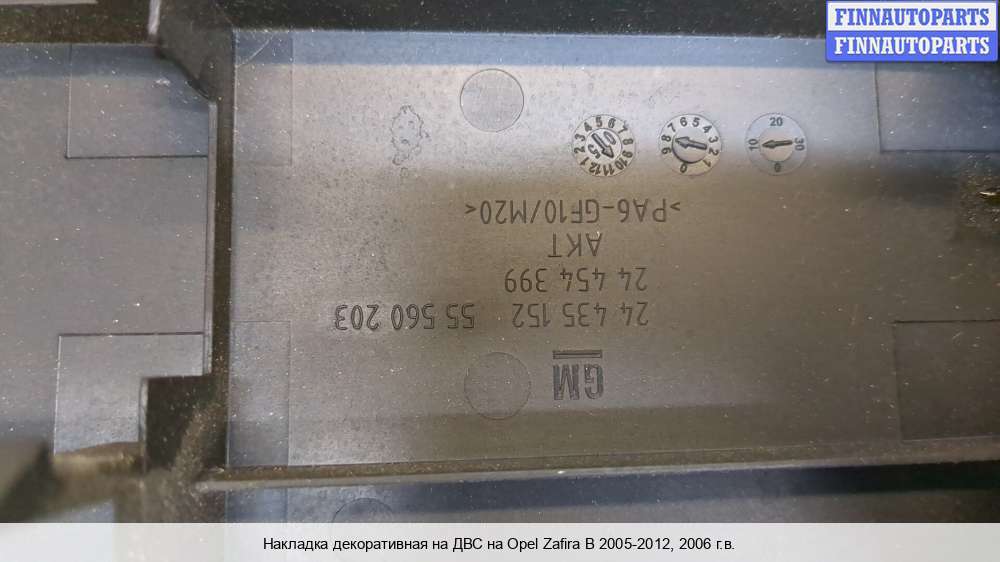 FINNAUTOPARTS
FINNAUTOPARTS
GM
24 435 152 55 560 203
24 454 399
AKT
>PA6-GF10/M20<
Накладка декоративная на ДВС на Opel Zafira B 2005-2012, 2006 г.в.